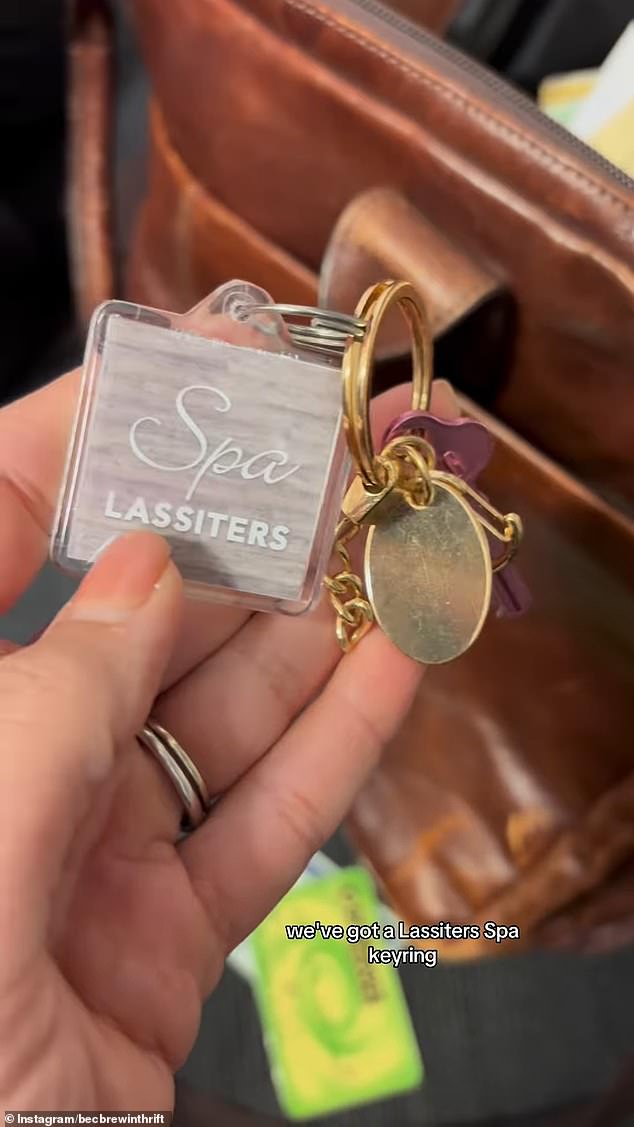 Spa
LASSITERS
we've got a Lassiters Spa
keyring
© Instagram/becbrewinthrift